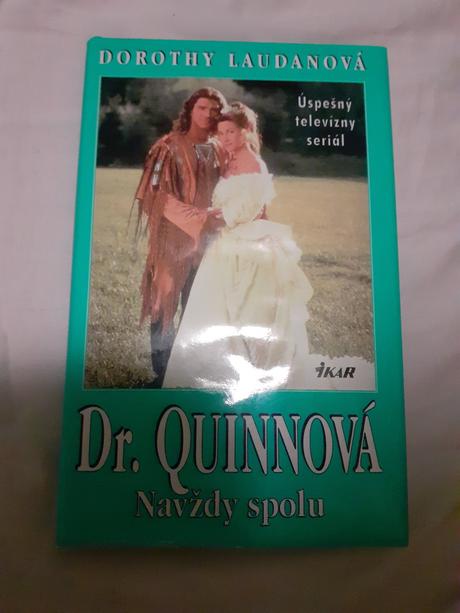 DOROTHY LAUDANOVÁ
Úspešný
televízny
seriál
IKAR
Dr. QUINNOVÁ
Navždy spolu